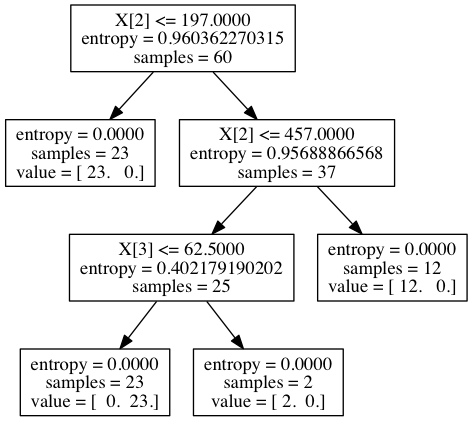 X[2] <= 197.0000
entropy = 0.960362270315
samples = 60
entropy = 0.0000
samples = 23
value = [ 23.   0.]
X[2] <= 457.0000
entropy = 0.95688866568
samples = 37
X[3] <= 62.5000
entropy = 0.402179190202
samples = 25
entropy = 0.0000
samples = 12
value = [ 12.   0.]
entropy = 0.0000
samples = 23
value = [  0.  23.]
entropy = 0.0000
samples = 2
value = [ 2.  0.]